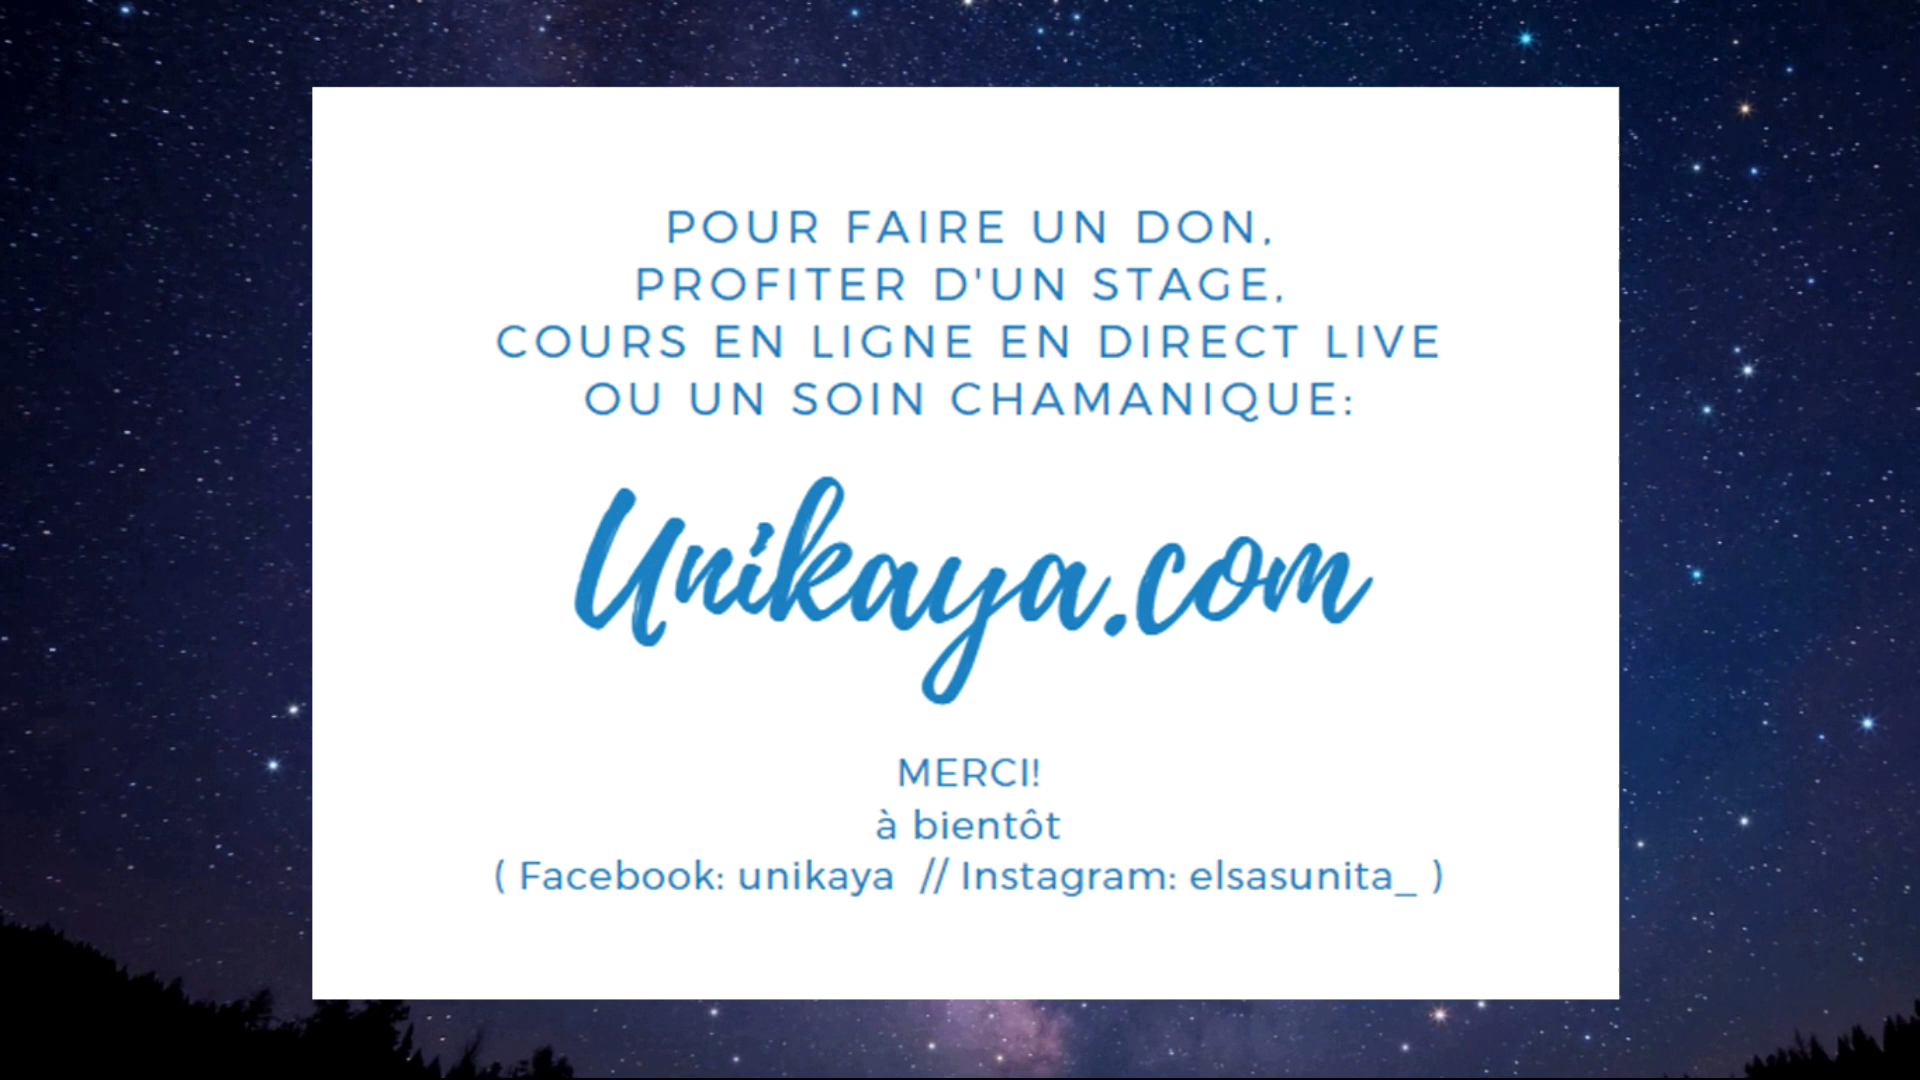 POUR FAIRE UN DON,
PROFITER D'UN STAGE,
COURS EN LIGNE EN DIRECT LIVE
OU UN SOIN CHAMANIQUE:
Unikaya.com
MERCI!
à bientôt
( Facebook: unikaya // Instagram: elsasunita_ )